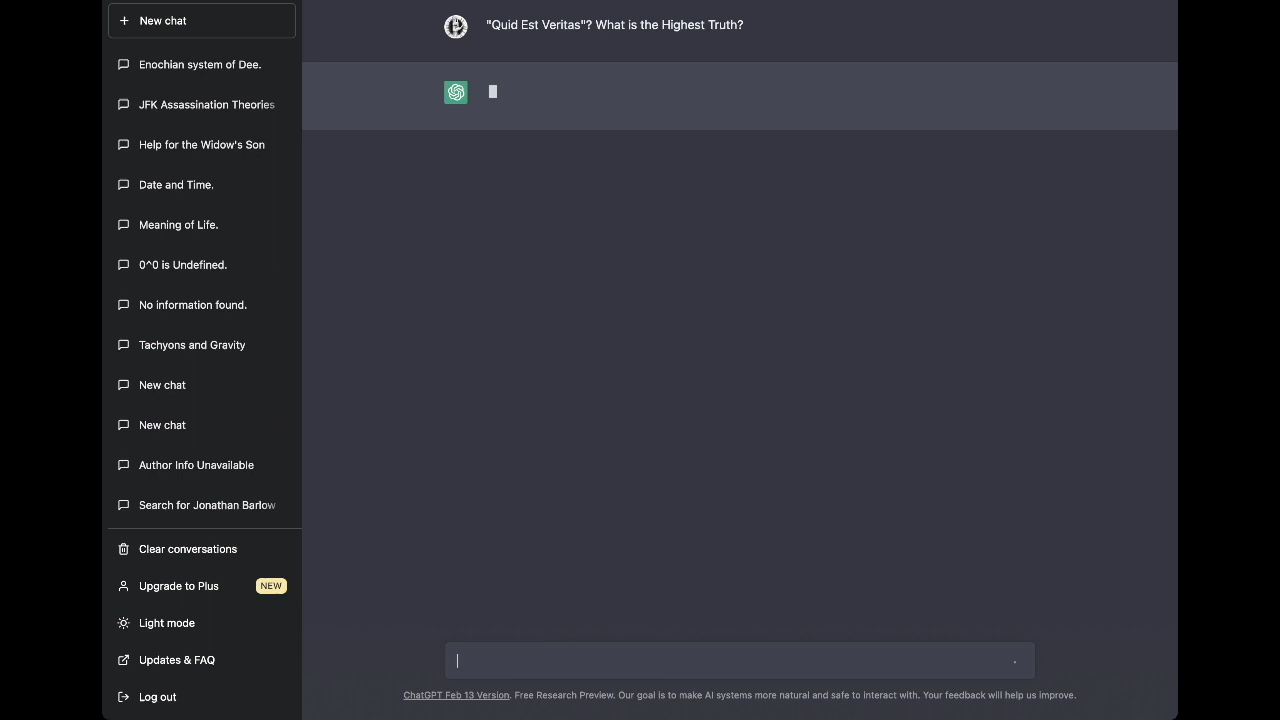 New chat
Enochian system of Dee.
JFK Assassination Theories
Help for the Widow's Son
Date and Time.
Meaning of Life.
0^0 is Undefined.
No information found.
Tachyons and Gravity
New chat
New chat
Author Info Unavailable
Search for Jonathan Barlow
Clear conversations
Upgrade to Plus NEW
Light mode
Updates & FAQ
Log out
"Quid Est Veritas"? What is the Highest Truth?
ChatGPT Feb 13 Version. Free Research Preview. Our goal is to make AI systems more natural and safe to interact with. Your feedback will help us improve.